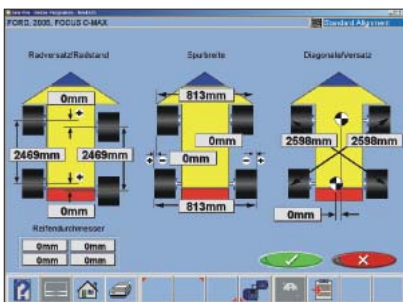 FORD, 2005, FOCUS C-MAX
Standard Alignment
Radversatz/Radstand
Spurbreite
Diagonale/Versatz
0mm
813mm
0mm
2469mm
2469mm
0mm
2598mm
2598mm
0mm
813mm
0mm
Reifendurchmesser
0mm 0mm
0mm 0mm